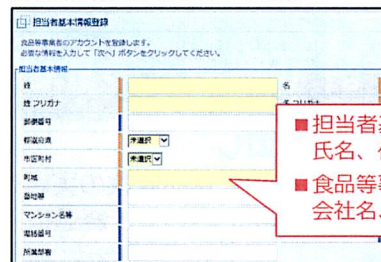 担当者基本情報登録
食品等事業者のアカウントを登録します。
必要な情報を入力して「次へ」ボタンをクリックしてください。
担当者基本情報
姓 名
姓 フリガナ 名 フリガナ
郵便番号
都道府県 未選択
市区町村 未選択
町域
番地等
マンション名等
電話番号
所属部署
■担当者
氏名、
■食品等
会社名、